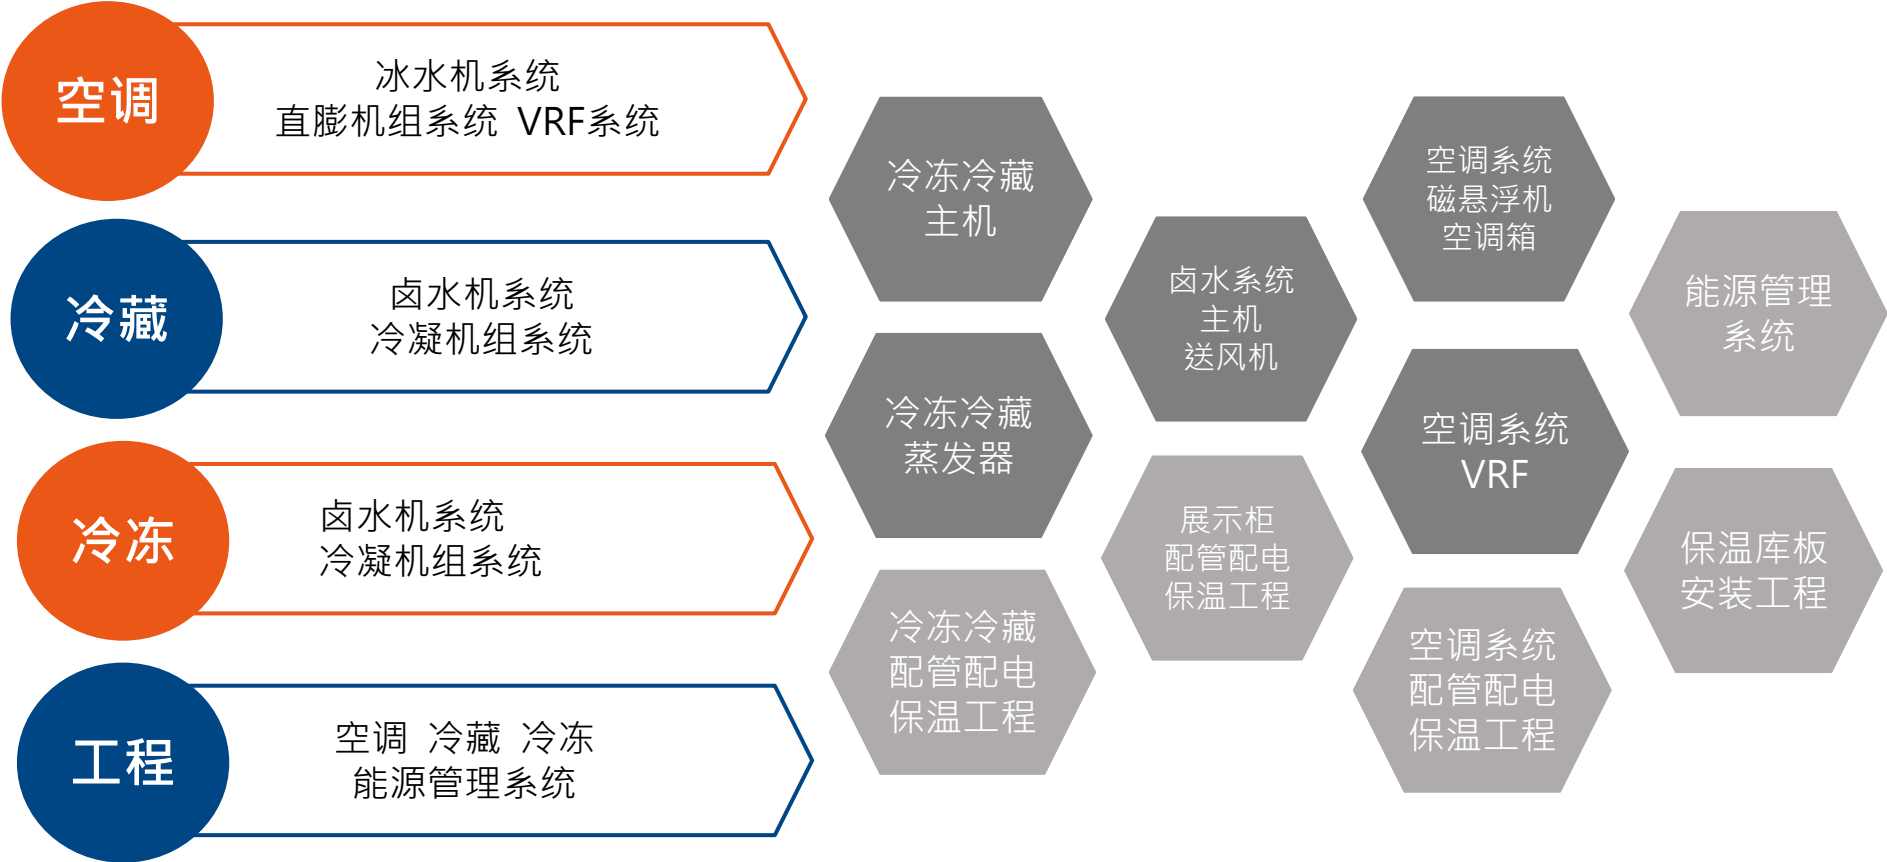 空调
冰水机系统
直膨机组系统 VRF系统
冷藏
卤水机系统
冷凝机组系统
冷冻
卤水机系统
冷凝机组系统
工程
空调 冷藏 冷冻
能源管理系统
冷冻冷藏
主机
冷冻冷藏
蒸发器
冷冻冷藏
配管配电
保温工程
卤水系统
主机
送风机
展示柜
配管配电
保温工程
空调系统
磁悬浮机
空调箱
空调系统
VRF
空调系统
配管配电
保温工程
能源管理
系统
保温库板
安装工程